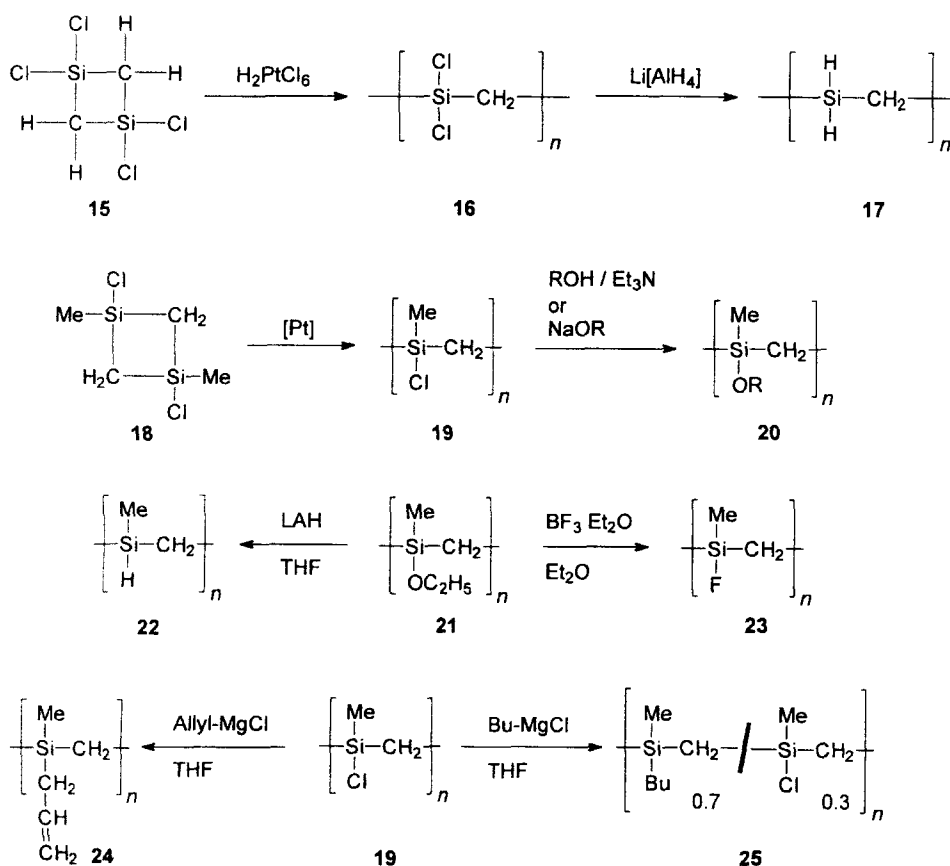 Cl H
Cl Si C H H₂PtCl₆ Cl Si CH₂ Cl n Li[AlH₄] H Si CH₂ H n
H C Si Cl
H Cl
15 16 17
Cl
Me Si CH₂ [Pt] Me Si CH₂ Cl n ROH / Et₃N or NaOR Me Si CH₂ OR n
H₂C Si Me
Cl
18 19 20
Me Si CH₂ H n LAH THF Me Si CH₂ OC₂H₅ n BF₃ Et₂O Et₂O Me Si CH₂ F n
22 21 23
Me Si CH₂ n CH₂ CH CH₂ Allyl-MgCl THF Me Si CH₂ Cl n Bu-MgCl THF Me Si CH₂ Bu 0.7 Me Si CH₂ Cl 0.3 n
24 19 25